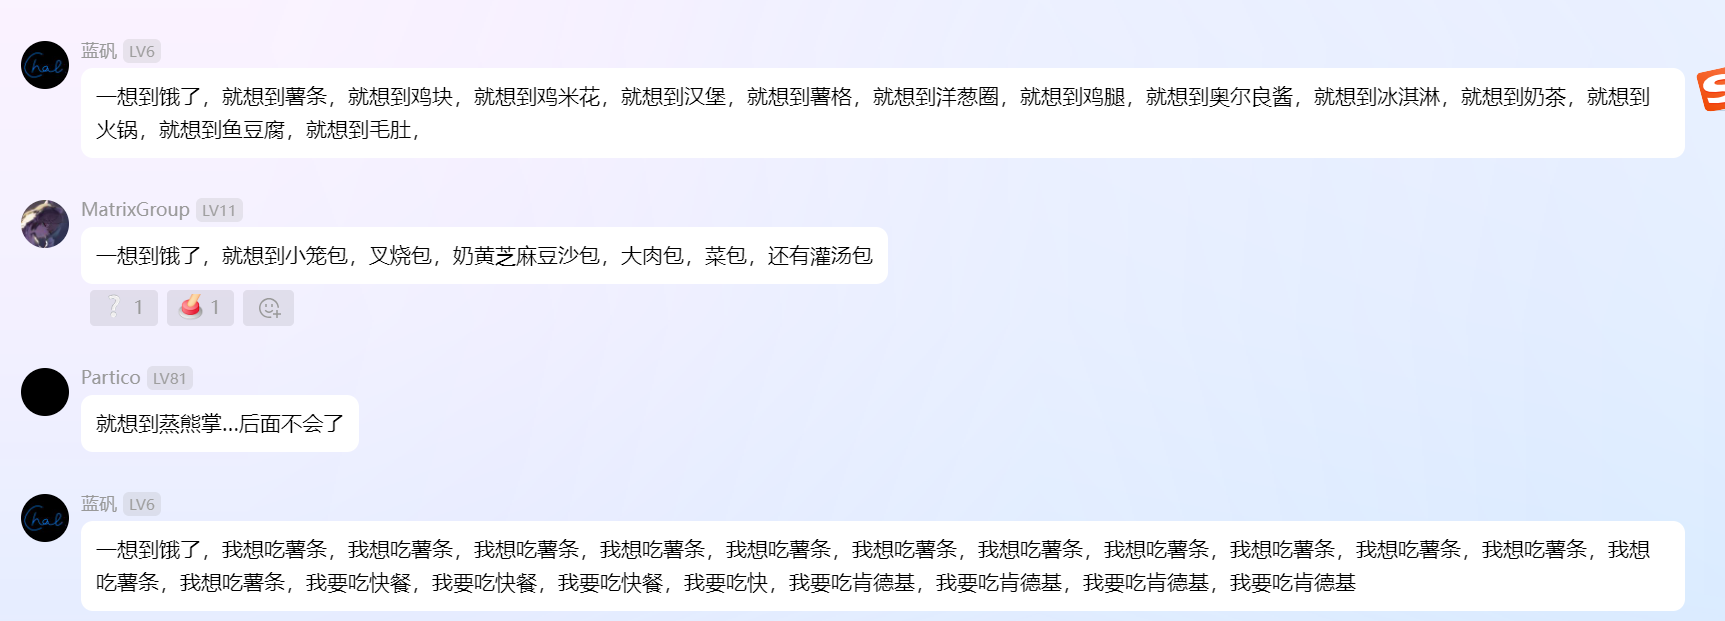 蓝矾 LV6
一想到饿了，就想到薯条，就想到鸡块，就想到鸡米花，就想到汉堡，就想到薯格，就想到洋葱圈，就想到鸡腿，就想到奥尔良酱，就想到冰淇淋，就想到奶茶，就想到
火锅，就想到鱼豆腐，就想到毛肚，
MatrixGroup LV11
一想到饿了，就想到小笼包，叉烧包，奶黄芝麻豆沙包，大肉包，菜包，还有灌汤包
❔ 1 1
Partico LV81
就想到蒸熊掌...后面不会了
蓝矾 LV6
一想到饿了，我想吃薯条，我想吃薯条，我想吃薯条，我想吃薯条，我想吃薯条，我想吃薯条，我想吃薯条，我想吃薯条，我想吃薯条，我想吃薯条，我想吃薯条，我想
吃薯条，我想吃薯条，我要吃快餐，我要吃快餐，我要吃快餐，我要吃快，我要吃肯德基，我要吃肯德基，我要吃肯德基，我要吃肯德基